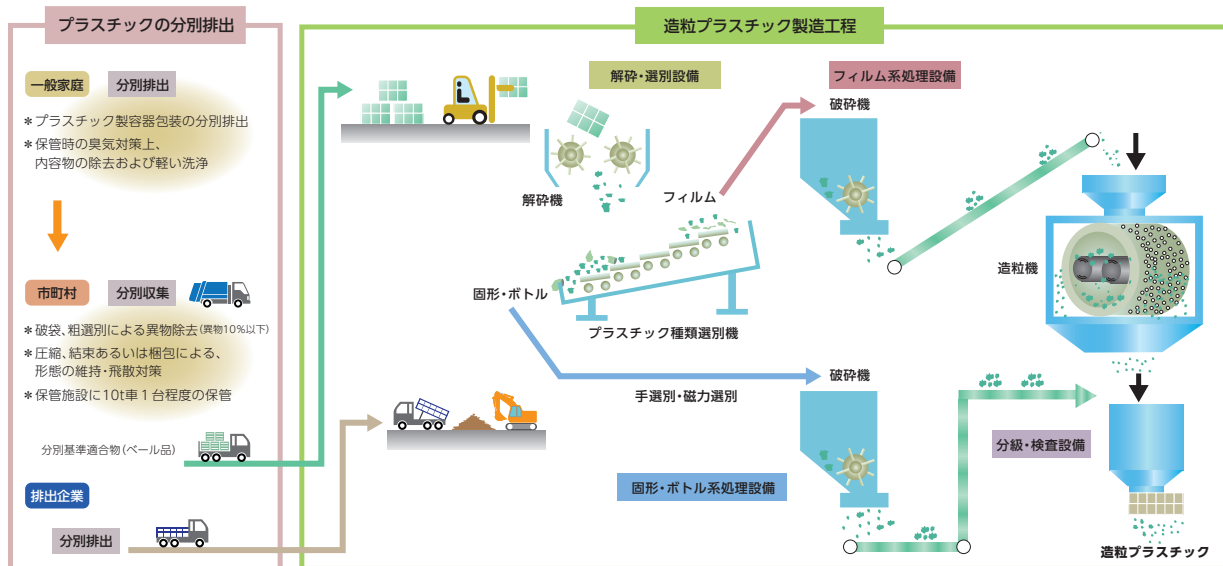 プラスチックの分別排出
一般家庭
分別排出
＊プラスチック製容器包装の分別排出
＊保管時の臭気対策上、
内容物の除去および軽い洗浄
市町村
分別収集
＊破袋、粗選別による異物除去(異物10%以下)
＊圧縮、結束あるいは梱包による、
形態の維持・飛散対策
＊保管施設に10t車1台程度の保管
分別基準適合物(ベール品)
排出企業
分別排出
造粒プラスチック製造工程
解砕・選別設備
解砕機
フィルム
固形・ボトル
プラスチック種類選別機
フィルム系処理設備
破砕機
造粒機
手選別・磁力選別
破砕機
固形・ボトル系処理設備
分級・検査設備
造粒プラスチック